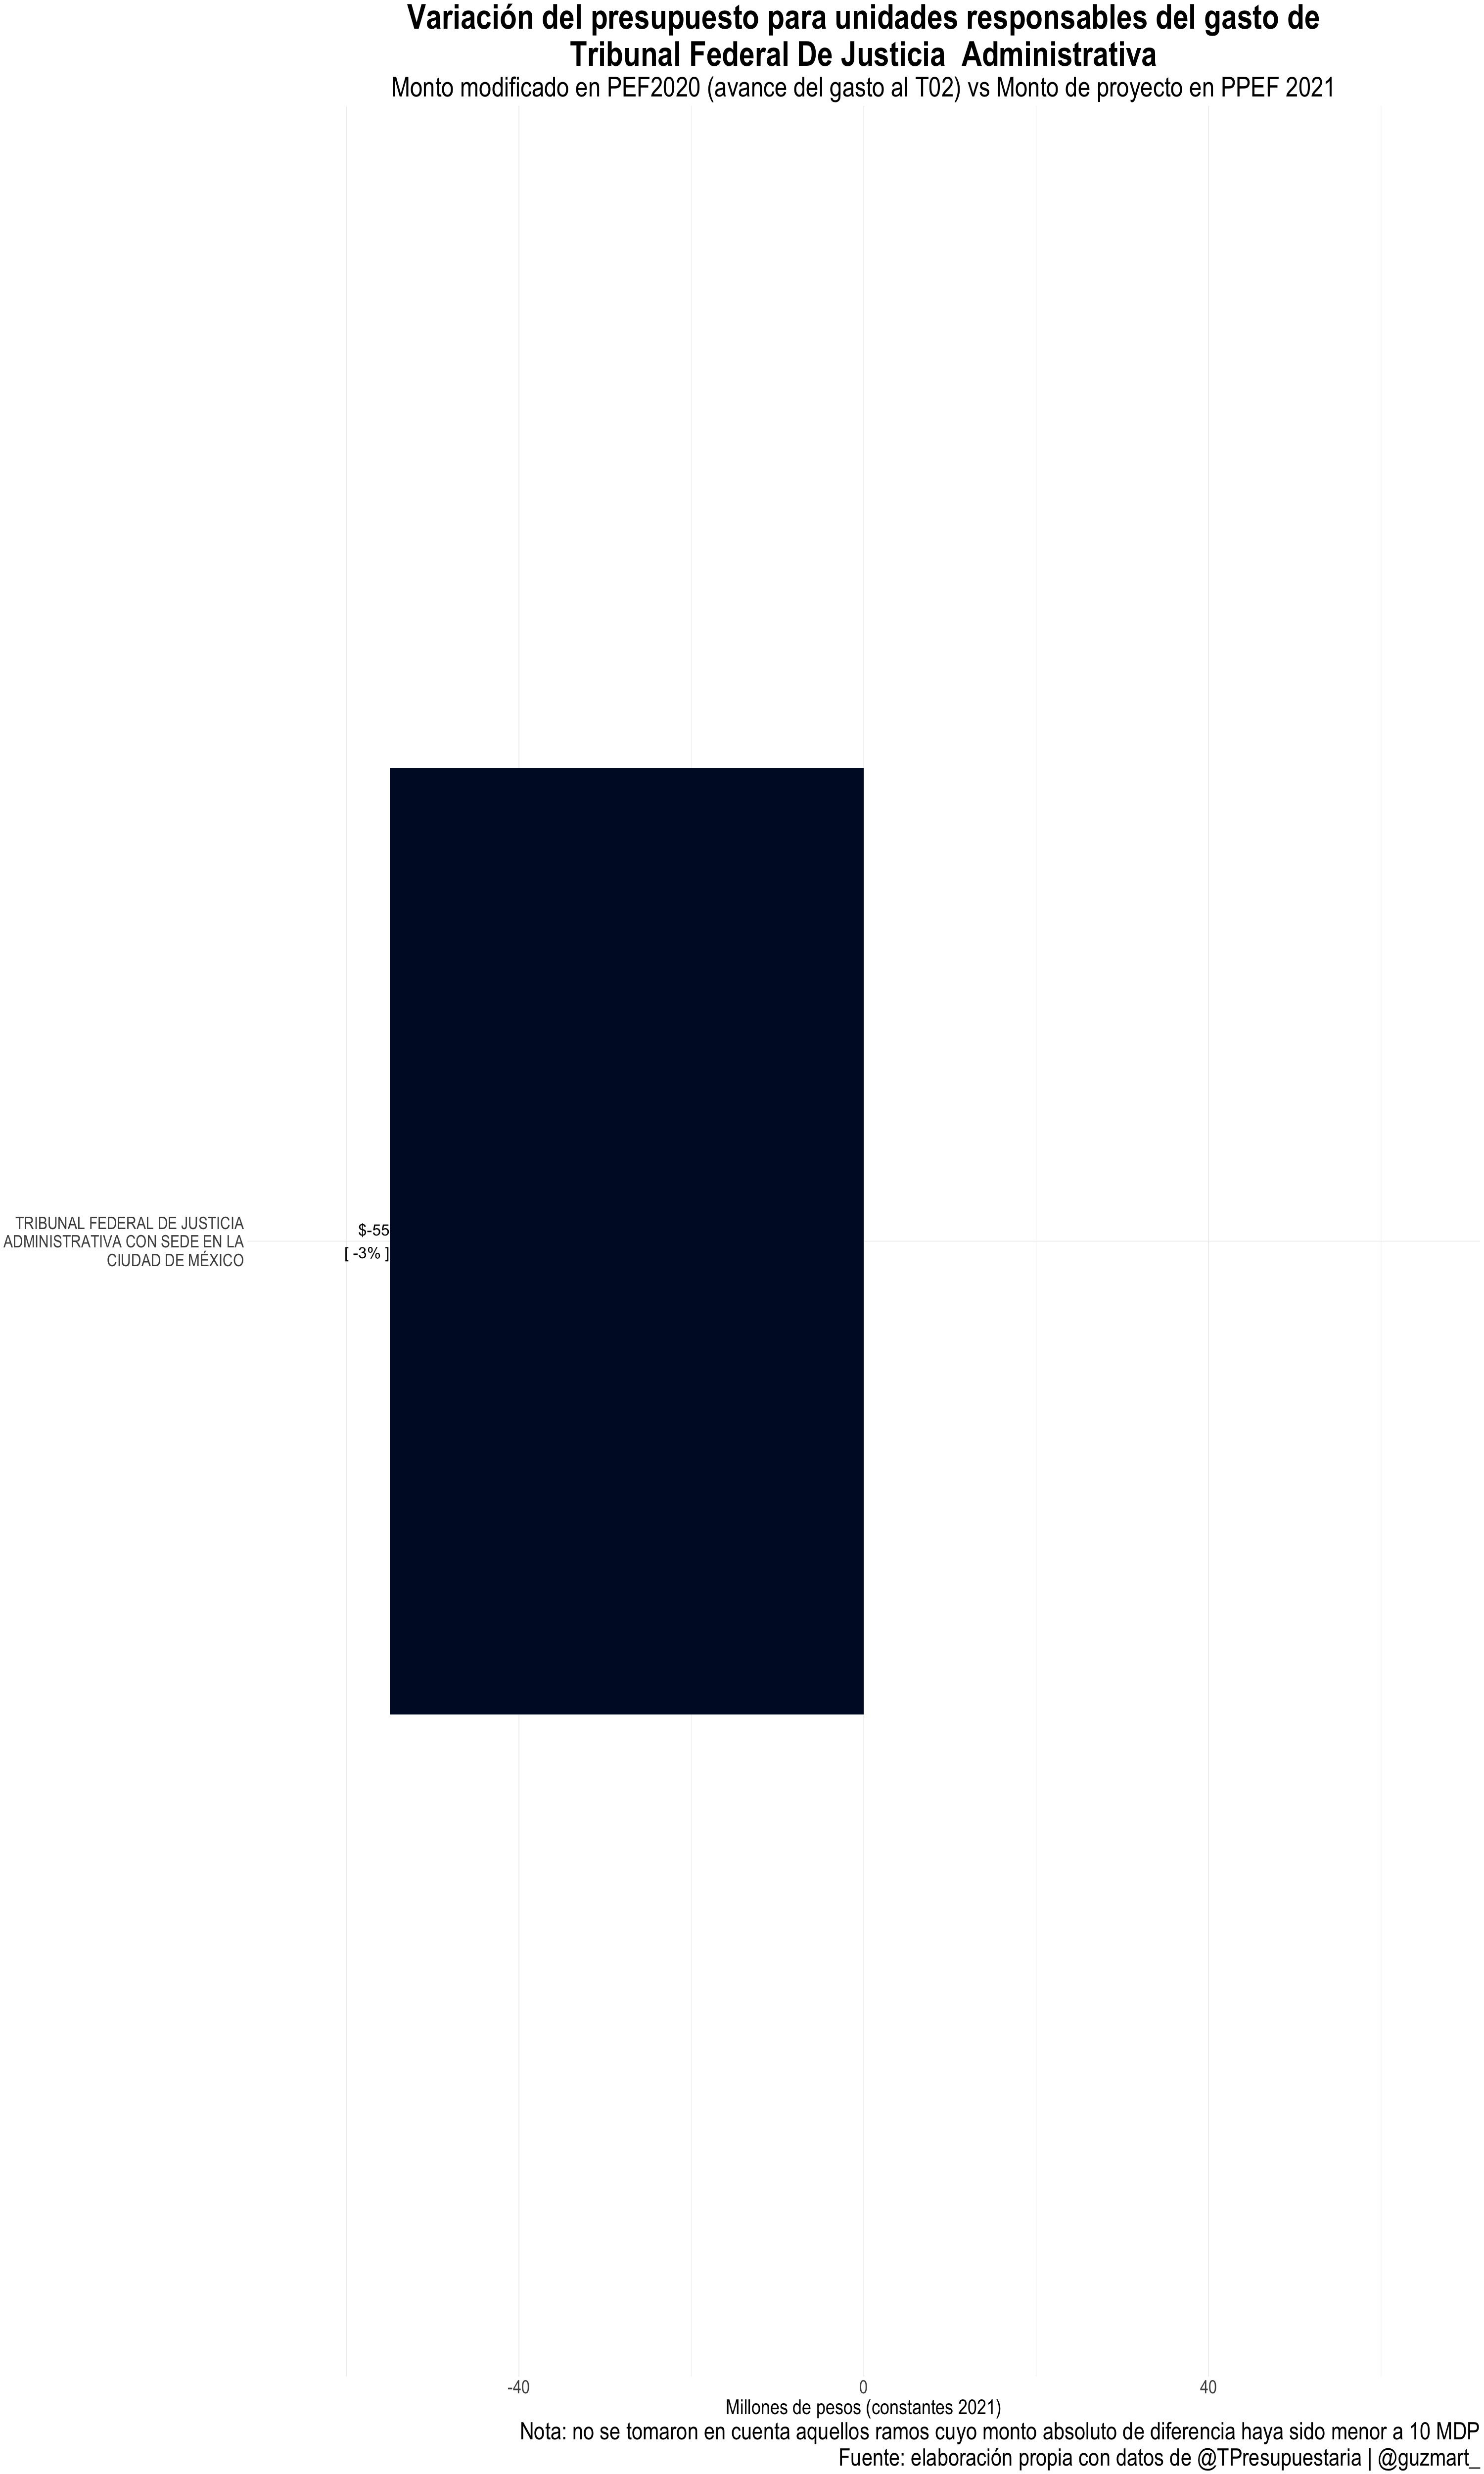 Variación del presupuesto para unidades responsables del gasto de
Tribunal Federal De Justicia  Administrativa
Monto modificado en PEF2020 (avance del gasto al T02) vs Monto de proyecto en PPEF 2021
TRIBUNAL FEDERAL DE JUSTICIA
ADMINISTRATIVA CON SEDE EN LA
CIUDAD DE MÉXICO
$-55
[ -3% ]
-40
0
40
Millones de pesos (constantes 2021)
Nota: no se tomaron en cuenta aquellos ramos cuyo monto absoluto de diferencia haya sido menor a 10 MDP
Fuente: elaboración propia con datos de @TPresupuestaria | @guzmart_